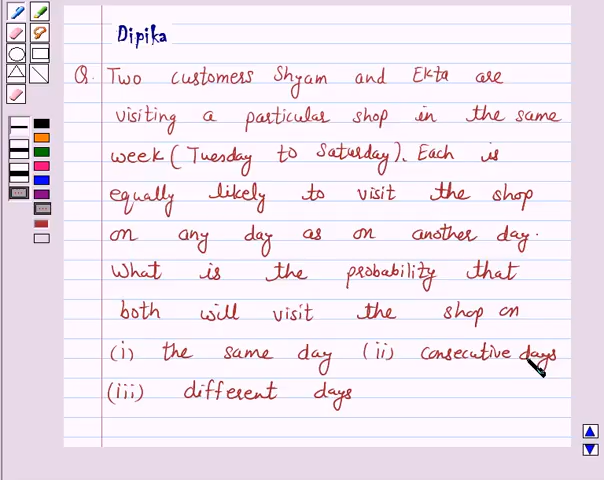 Dipika
Q. Two customers Shyam and Ekta are
visiting a particular shop in the same
week (Tuesday to Saturday). Each is
equally likely to visit the shop
on any day as on another day.
What is the probability that
both will visit the shop on
(i) the same day (ii) consecutive days
(iii) different days